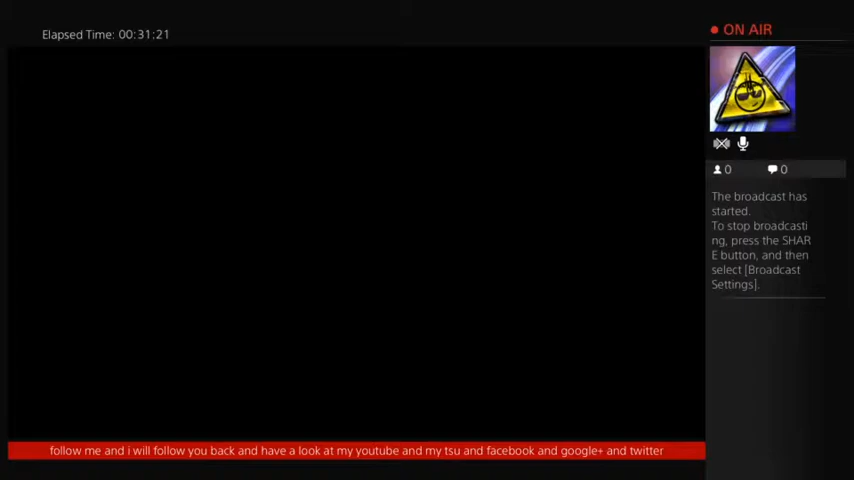 Elapsed Time: 00:31:21
ON AIR
0 0
The broadcast has
started.
To stop broadcasti
ng, press the SHAR
E button, and then
select [Broadcast
Settings].
follow me and i will follow you back and have a look at my youtube and my tsu and facebook and google+ and twitter